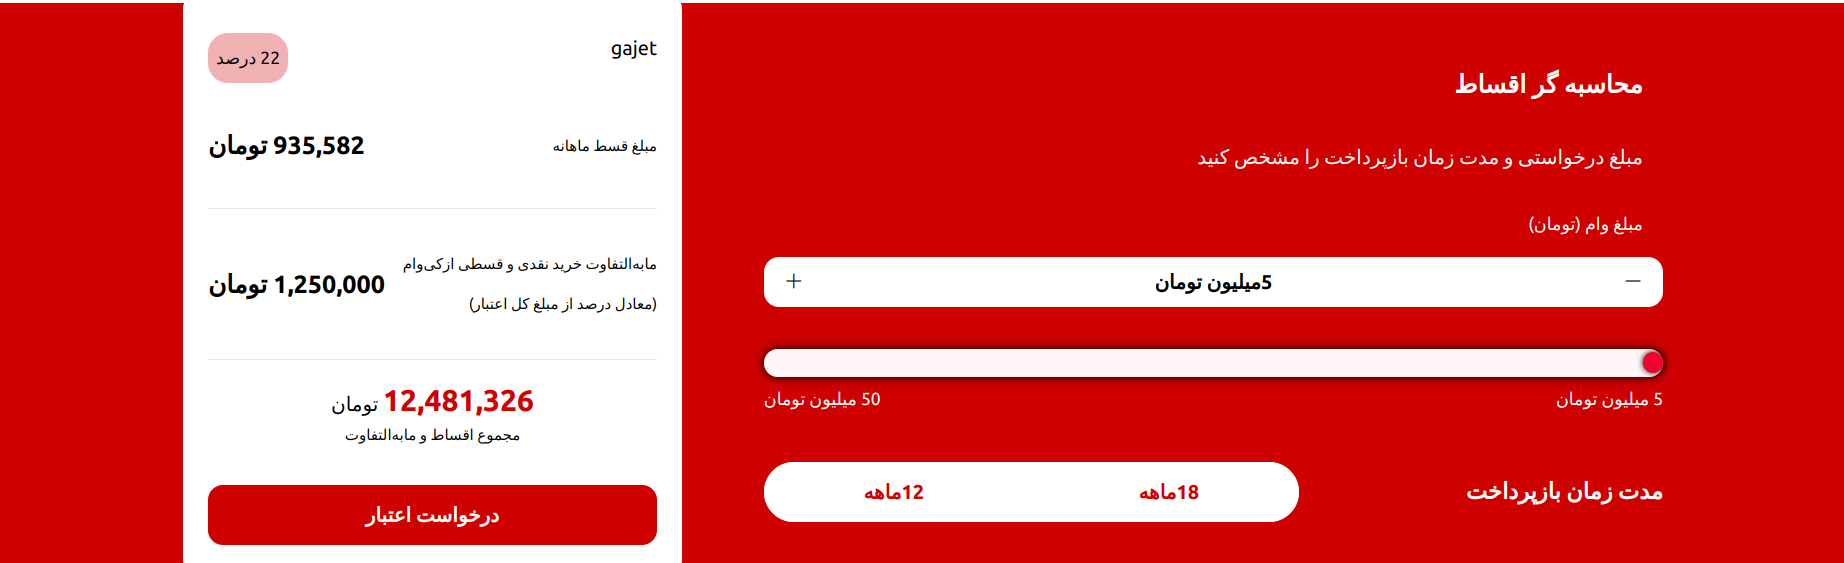 محاسبه گر اقساط
مبلغ درخواستی و مدت زمان بازپرداخت را مشخص کنید
مبلغ وام (تومان)
− 5میلیون تومان +
5 میلیون تومان
50 میلیون تومان
مدت زمان بازپرداخت
18ماهه
12ماهه
gajet
22 درصد
مبلغ قسط ماهانه
935,582 تومان
مابه‌التفاوت خرید نقدی و قسطی ازکی‌وام
(معادل درصد از مبلغ کل اعتبار)
1,250,000 تومان
12,481,326 تومان
مجموع اقساط و مابه‌التفاوت
درخواست اعتبار